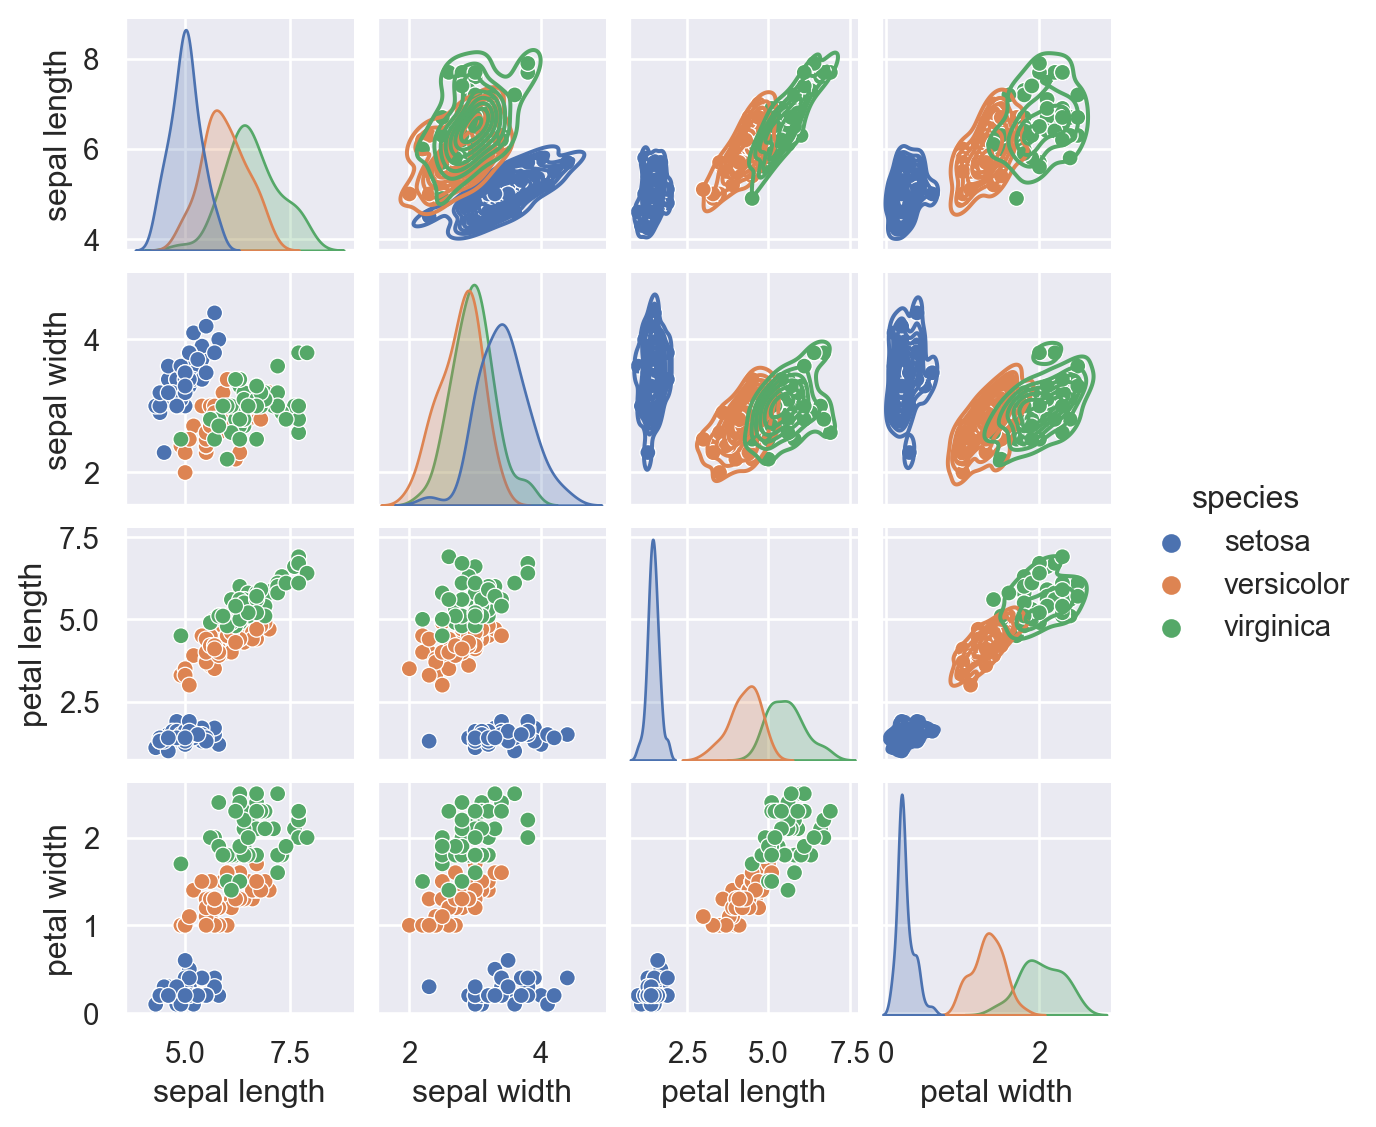 sepal length
8
6
4
sepal width
4
2
petal length
7.5
5.0
2.5
petal width
2
1
0
5.0 7.5
2 4
2.5 5.0 7.5
0 2
sepal length
sepal width
petal length
petal width
species
setosa
versicolor
virginica